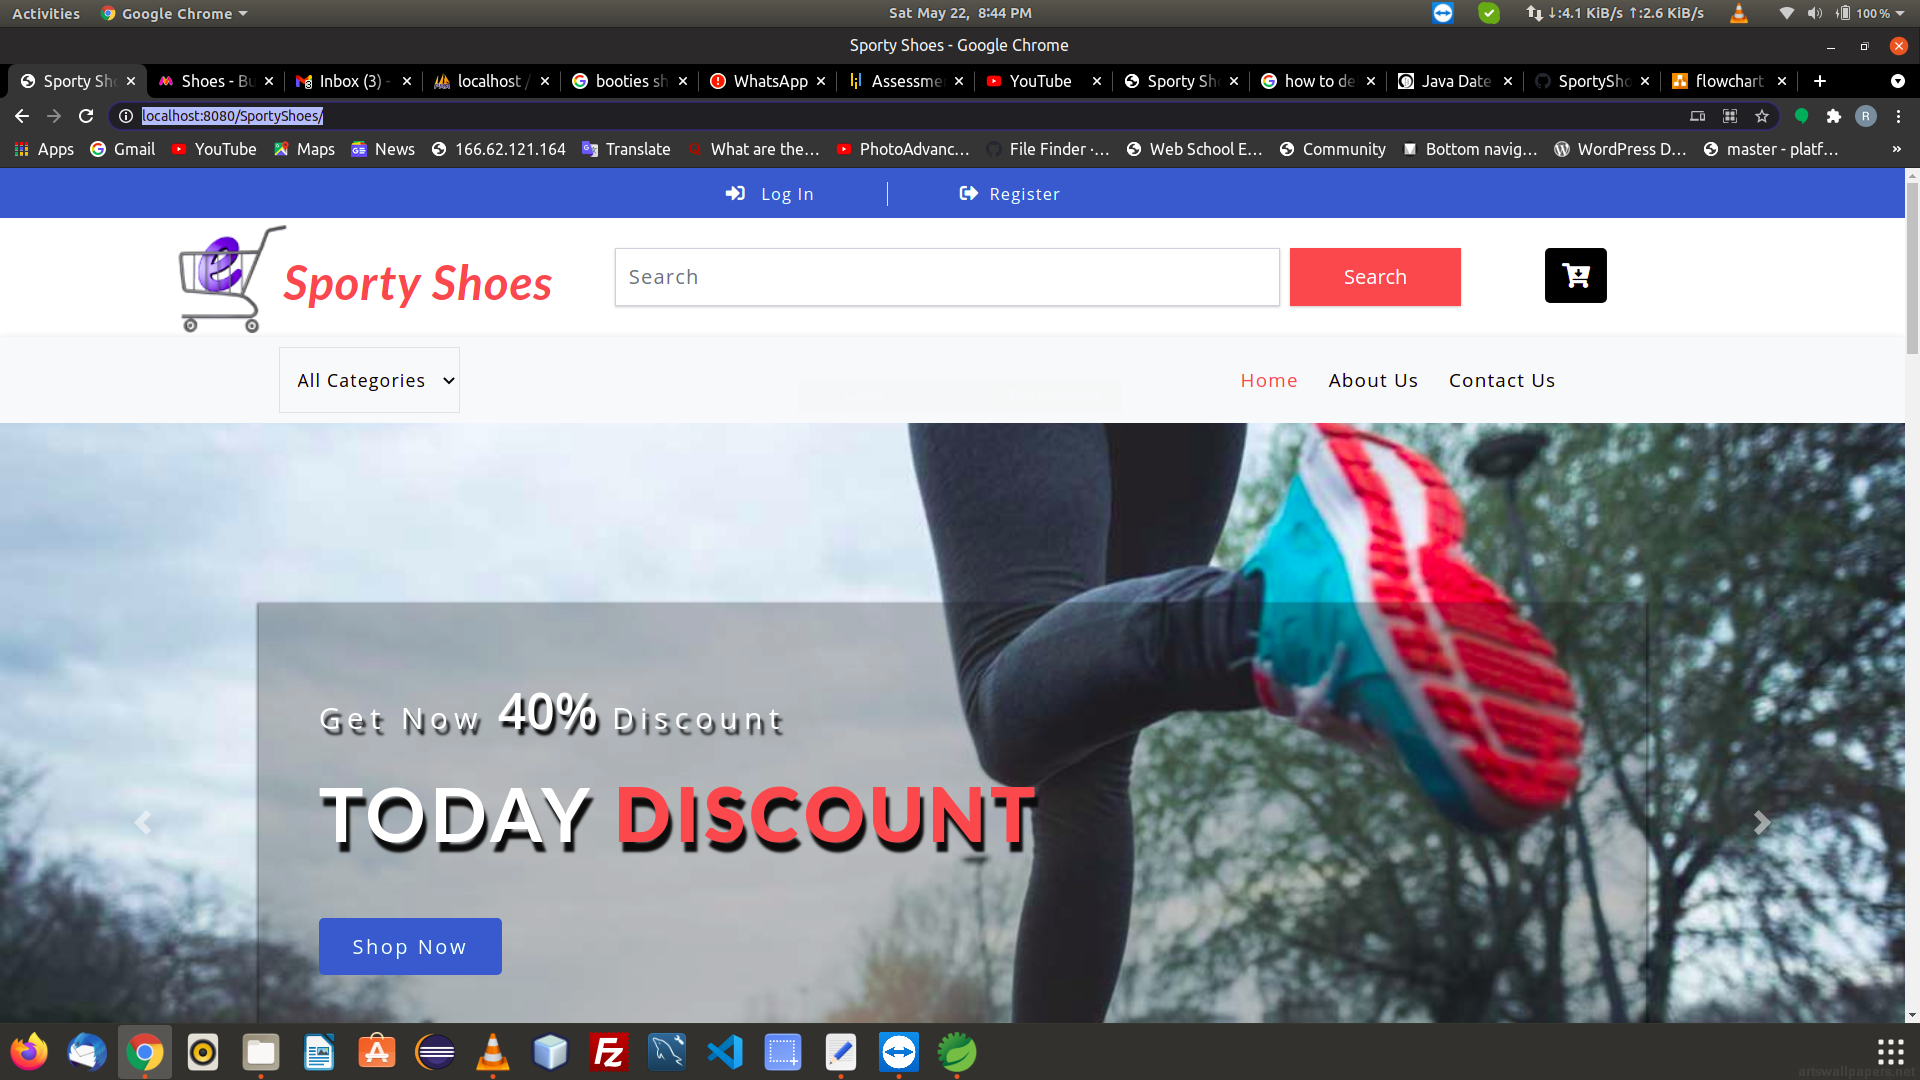 Activities Google Chrome Sat May 22, 8:44 PM ↓:4.1 KiB/s ↑:2.6 KiB/s 100 %
Sporty Shoes - Google Chrome
Sporty Sh Shoes - Bu Inbox (3) - localhost / booties sh WhatsApp Assessme YouTube Sporty Sh how to de Java Date SportySho flowchart
localhost:8080/SportyShoes/ R
Apps Gmail YouTube Maps News 166.62.121.164 Translate What are the... PhotoAdvanc... File Finder ·... Web School E... Community Bottom navig... WordPress D... master - platf... »
Log In Register
e Sporty Shoes Search Search
All Categories Home About Us Contact Us
Get Now 40% Discount
TODAY DISCOUNT
Shop Now
Fz
artswallpapers.net